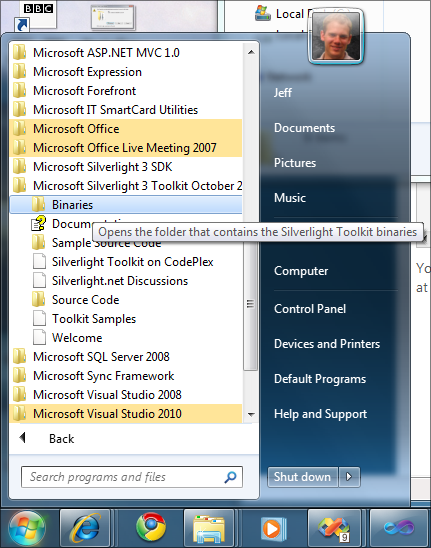 BBC
Local D
Microsoft ASP.NET MVC 1.0
Microsoft Expression
Microsoft Forefront
Microsoft IT SmartCard Utilities
Microsoft Office
Microsoft Office Live Meeting 2007
Microsoft Silverlight 3 SDK
Microsoft Silverlight 3 Toolkit October 2
Binaries
Opens the folder that contains the Silverlight Toolkit binaries
Sample Source Code
Silverlight Toolkit on CodePlex
Silverlight.net Discussions
Source Code
Toolkit Samples
Welcome
Microsoft SQL Server 2008
Microsoft Sync Framework
Microsoft Visual Studio 2008
Microsoft Visual Studio 2010
Back
Search programs and files
Jeff
Documents
Pictures
Music
Computer
Control Panel
Devices and Printers
Default Programs
Help and Support
Shut down
Yo
at
9